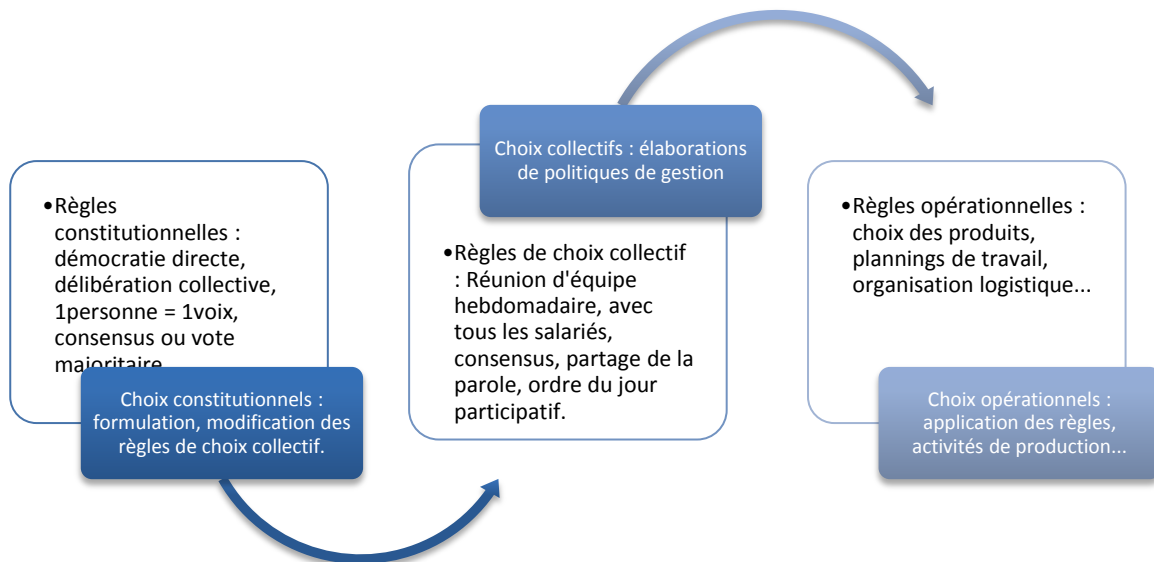 •Règles
constitutionnelles :
démocratie directe,
délibération collective,
1personne = 1voix,
consensus ou vote
majoritaire
Choix constitutionnels :
formulation, modification des
règles de choix collectif.
Choix collectifs : élaborations
de politiques de gestion
•Règles de choix collectif
: Réunion d'équipe
hebdomadaire, avec
tous les salariés,
consensus, partage de la
parole, ordre du jour
participatif.
•Règles opérationnelles :
choix des produits,
plannings de travail,
organisation logistique...
Choix opérationnels :
application des règles,
activités de production...